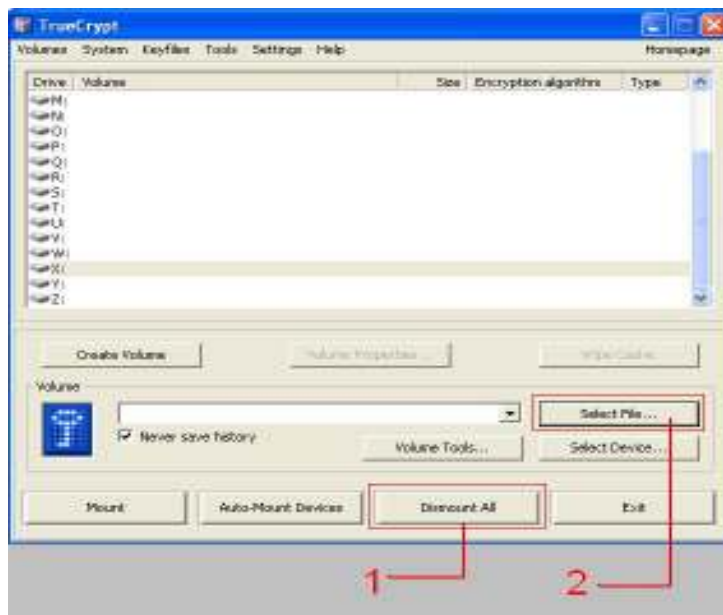 TrueCrypt
Volumes System Keyfiles Tools Settings Help Homepage
Drive Volume Size Encryption algorithm Type
M:
N:
O:
P:
Q:
R:
S:
T:
U:
V:
W:
X:
Y:
Z:
Create Volume Volume Properties... Wipe Cache
Volume
Select File...
Never save history
Volume Tools... Select Device...
Mount Auto-Mount Devices Dismount All Exit
1 2